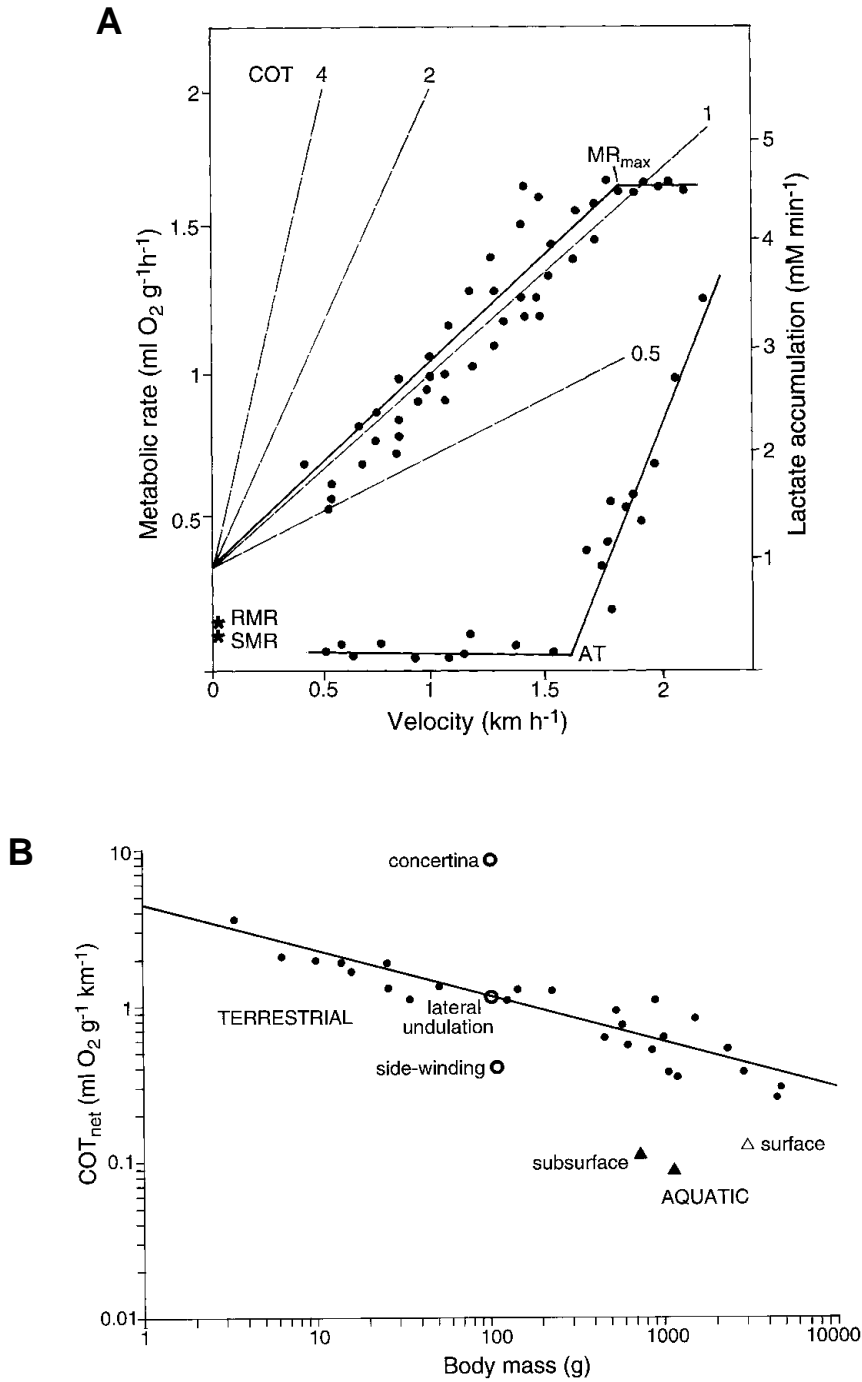 A
COT 4 2
1
MRmax
0.5
2
1.5
1
0.5
Metabolic rate (ml O2 g-1h-1)
5
4
3
2
1
Lactate accumulation (mM min-1)
* RMR
* SMR
AT
0 0.5 1 1.5 2
Velocity (km h-1)
B
10
1
0.1
0.01
COTnet (ml O2 g-1 km-1)
concertina
TERRESTRIAL
lateral
undulation
side-winding
subsurface
surface
AQUATIC
1 10 100 1000 10000
Body mass (g)